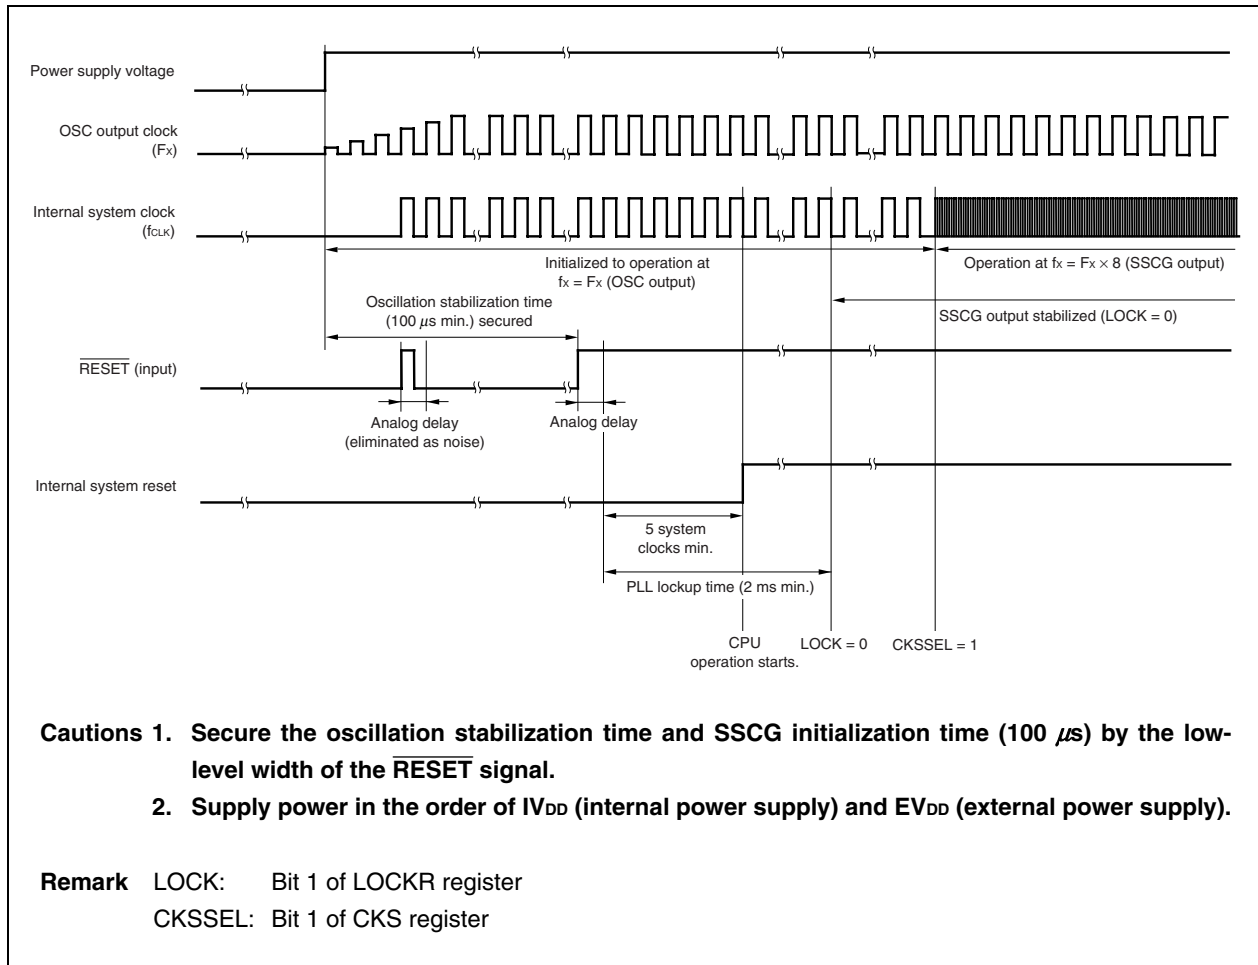 Power supply voltage
OSC output clock
(FX)
Internal system clock
(fCLK)
Initialized to operation at
fX = FX (OSC output)
Operation at fX = FX × 8 (SSCG output)
Oscillation stabilization time
(100 μs min.) secured
SSCG output stabilized (LOCK = 0)
RESET (input)
Analog delay
(eliminated as noise)
Analog delay
Internal system reset
5 system
clocks min.
PLL lockup time (2 ms min.)
CPU
operation starts.
LOCK = 0
CKSSEL = 1
Cautions 1. Secure the oscillation stabilization time and SSCG initialization time (100 μs) by the low-
level width of the RESET signal.
2. Supply power in the order of IVDD (internal power supply) and EVDD (external power supply).
Remark LOCK: Bit 1 of LOCKR register
CKSSEL: Bit 1 of CKS register